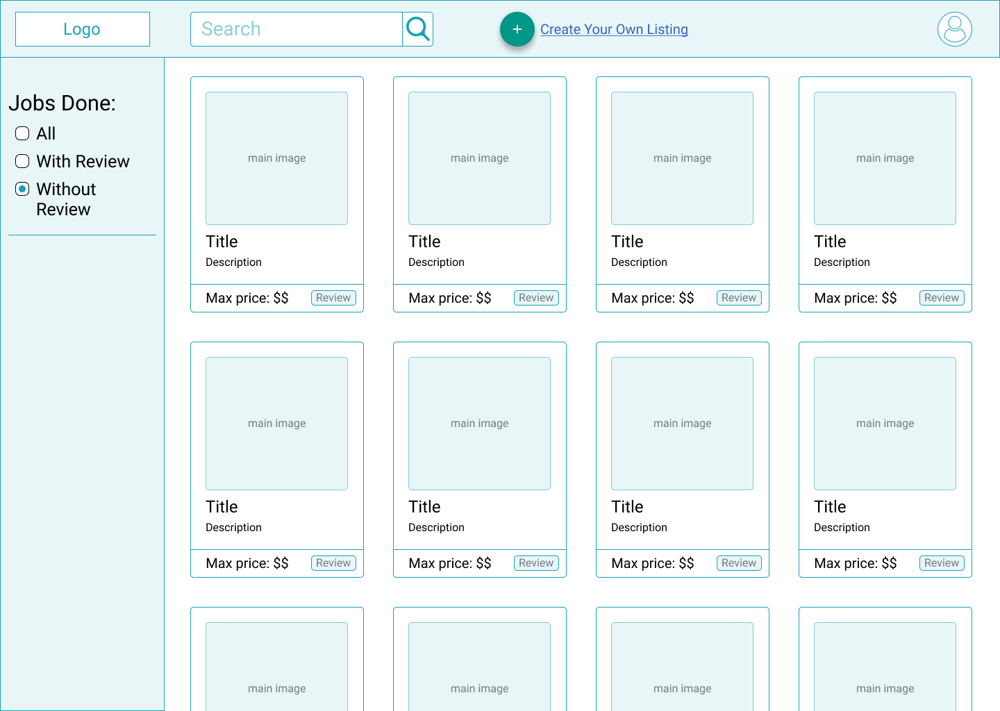 Logo
Search
+ Create Your Own Listing
Jobs Done:
All
With Review
Without
Review
main image
main image
main image
main image
Title
Title
Title
Title
Description
Description
Description
Description
Max price: $$ Review
Max price: $$ Review
Max price: $$ Review
Max price: $$ Review
main image
main image
main image
main image
Title
Title
Title
Title
Description
Description
Description
Description
Max price: $$ Review
Max price: $$ Review
Max price: $$ Review
Max price: $$ Review
main image
main image
main image
main image